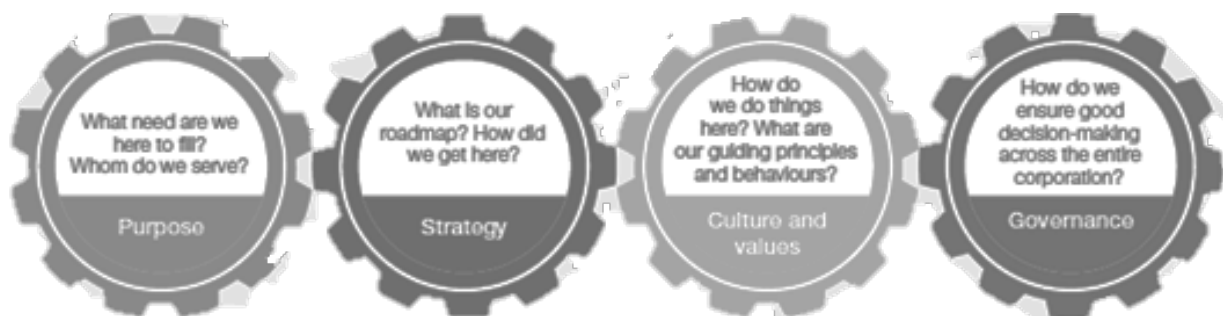 What need are we
here to fill?
Whom do we serve?
Purpose
What is our
roadmap? How did
we get here?
Strategy
How do
we do things
here? What are
our guiding principles
and behaviours?
Culture and
values
How do we
ensure good
decision-making
across the entire
corporation?
Governance